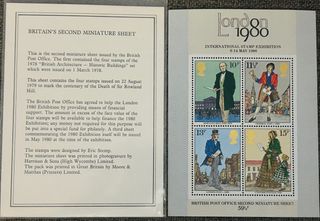 BRITAIN'S SECOND MINIATURE SHEET
This is the second miniature sheet issued by the British
Post Office. The first contained the four stamps of the
1978 "British Architecture – Historic Buildings" set
which were issued on 1 March 1978.
This sheet contains the four stamps issued on 22 August
1979 to mark the centenary of the Death of Sir Rowland
Hill.
The British Post Office has agreed to help the London
1980 Exhibition by providing means of financial
support. The amount in excess of the face value of the
four stamps will be available to help finance the 1980
Exhibition; any money not required for this purpose will
be put into a special fund for philately. A third sheet
commemorating the 1980 Exhibition itself will be issued
in May 1980 at the time of the exhibition.
The stamps were designed by Eric Stemp.
The miniature sheet was printed in photogravure by
Harrison & Sons (High Wycombe) Limited.
The pack was printed in Great Britain by Moore &
Matthes (Printers) Limited.
London
1980
INTERNATIONAL STAMP EXHIBITION
6-14 MAY 1980
10P
11½P
13P
15P
BRITISH POST OFFICE SECOND MINIATURE SHEET
59½P